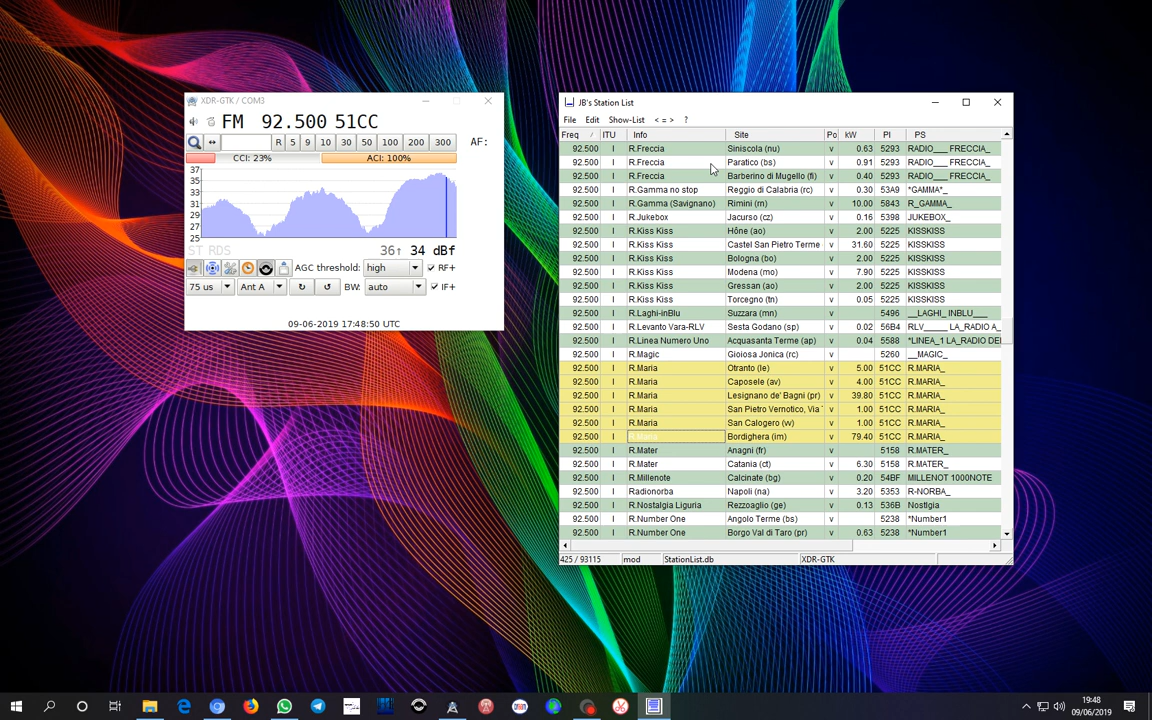 XDR-GTK / COM3
FM 92.500 51CC
R 5 9 10 30 50 100 200 300 AF:
CCI: 23% ACI: 100%
37
35
33
31
29
27
25
ST RDS 36↑ 34 dBf
AGC threshold: high RF+
75 us Ant A ↻ ↺ BW: auto IF+
09-06-2019 17:48:50 UTC
JB's Station List
File Edit Show-List < = > ?
Freq / ITU Info Site Po kW PI PS
92.500 I R.Freccia Siniscola (nu) v 0.63 5293 RADIO___ FRECCIA_
92.500 I R.Freccia Paratico (bs) v 0.91 5293 RADIO___ FRECCIA_
92.500 I R.Freccia Barberino di Mugello (fi) v 0.40 5293 RADIO___ FRECCIA_
92.500 I R.Gamma no stop Reggio di Calabria (rc) v 0.30 53A9 *GAMMA*_
92.500 I R.Gamma (Savignano) Rimini (rn) v 10.00 5843 R_GAMMA_
92.500 I R.Jukebox Jacurso (cz) v 0.16 5398 JUKEBOX_
92.500 I R.Kiss Kiss Hône (ao) v 2.00 5225 KISSKISS
92.500 I R.Kiss Kiss Castel San Pietro Terme v 31.60 5225 KISSKISS
92.500 I R.Kiss Kiss Bologna (bo) v 2.00 5225 KISSKISS
92.500 I R.Kiss Kiss Modena (mo) v 7.90 5225 KISSKISS
92.500 I R.Kiss Kiss Gressan (ao) v 2.00 5225 KISSKISS
92.500 I R.Kiss Kiss Torcegno (tn) v 0.05 5225 KISSKISS
92.500 I R.Laghi-inBlu Suzzara (mn) v 5496 __LAGHI_ INBLU___
92.500 I R.Levanto Vara-RLV Sesta Godano (sp) v 0.02 56B4 RLV_____ LA_RADIO A_
92.500 I R.Linea Numero Uno Acquasanta Terme (ap) v 0.04 5588 *LINEA_1 LA_RADIO DEI
92.500 I R.Magic Gioiosa Jonica (rc) v 5260 __MAGIC_
92.500 I R.Maria Otranto (le) v 5.00 51CC R.MARIA_
92.500 I R.Maria Caposele (av) v 4.00 51CC R.MARIA_
92.500 I R.Maria Lesignano de' Bagni (pr) v 39.80 51CC R.MARIA_
92.500 I R.Maria San Pietro Vernotico, Via v 1.00 51CC R.MARIA_
92.500 I R.Maria San Calogero (vv) v 1.00 51CC R.MARIA_
92.500 I R.Maria Bordighera (im) v 79.40 51CC R.MARIA_
92.500 I R.Mater Anagni (fr) v 5158 R.MATER_
92.500 I R.Mater Catania (ct) v 6.30 5158 R.MATER_
92.500 I R.Millenote Calcinate (bg) v 0.20 54BF MILLENOT 1000NOTE
92.500 I Radionorba Napoli (na) v 3.20 5353 R-NORBA_
92.500 I R.Nostalgia Liguria Rezzoaglio (ge) v 0.13 536B Nostlgia
92.500 I R.Number One Angolo Terme (bs) v 5238 *Number1
92.500 I R.Number One Borgo Val di Taro (pr) v 0.63 5238 *Number1
425 / 93115 mod StationList.db XDR-GTK
19:48
09/06/2019